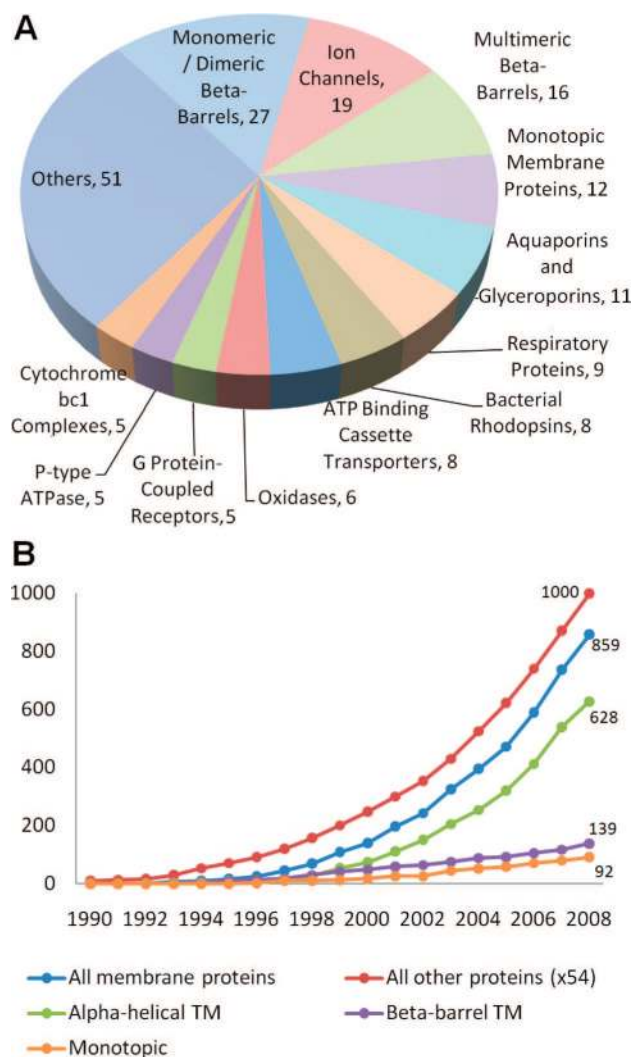 A
Monomeric
/ Dimeric
Beta-
Barrels, 27
Ion
Channels,
19
Multimeric
Beta-
Barrels, 16
Monotopic
Membrane
Proteins, 12
Others, 51
Aquaporins and
Glyceroporins, 11
Respiratory
Proteins, 9
Bacterial
Rhodopsins, 8
ATP Binding
Cassette
Transporters, 8
Oxidases, 6
G Protein-
Coupled
Receptors, 5
P-type
ATPase, 5
Cytochrome
bc1
Complexes, 5
B
1000
800
600
400
200
0
1000
859
628
139
92
1990 1992 1994 1996 1998 2000 2002 2004 2006 2008
All membrane proteins
All other proteins (x54)
Alpha-helical TM
Beta-barrel TM
Monotopic